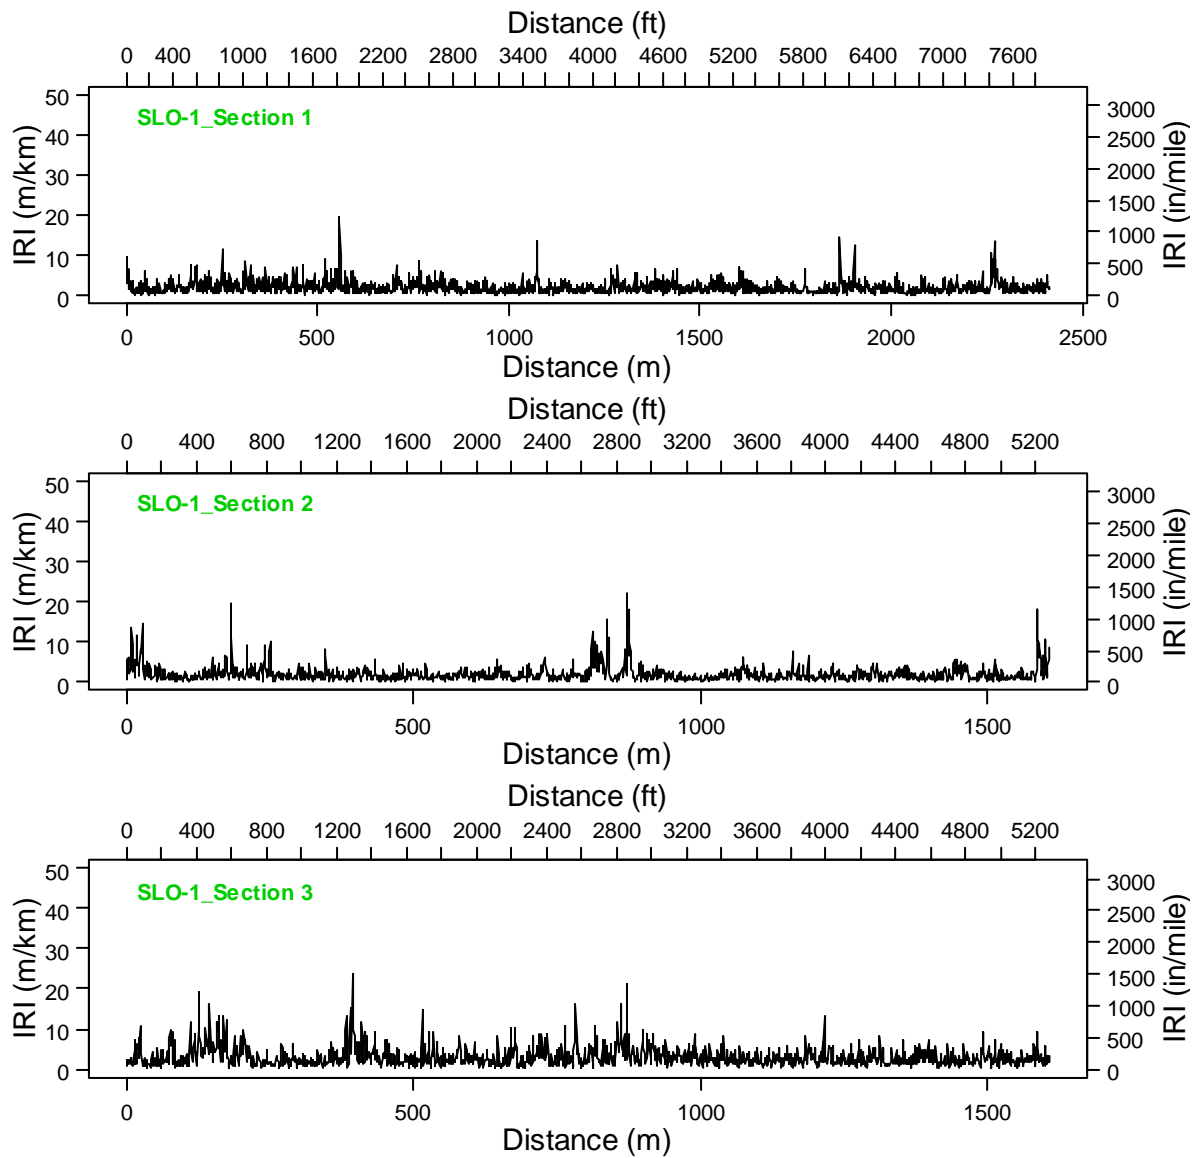 Distance (ft)
0 400 1000 1600 2200 2800 3400 4000 4600 5200 5800 6400 7000 7600
SLO-1_Section 1
IRI (m/km)
50
40
30
20
10
0
3000
2500
2000
1500
1000
500
0
IRI (in/mile)
0 500 1000 1500 2000 2500
Distance (m)
Distance (ft)
0 400 800 1200 1600 2000 2400 2800 3200 3600 4000 4400 4800 5200
SLO-1_Section 2
IRI (m/km)
50
40
30
20
10
0
3000
2500
2000
1500
1000
500
0
IRI (in/mile)
0 500 1000 1500
Distance (m)
Distance (ft)
0 400 800 1200 1600 2000 2400 2800 3200 3600 4000 4400 4800 5200
SLO-1_Section 3
IRI (m/km)
50
40
30
20
10
0
3000
2500
2000
1500
1000
500
0
IRI (in/mile)
0 500 1000 1500
Distance (m)